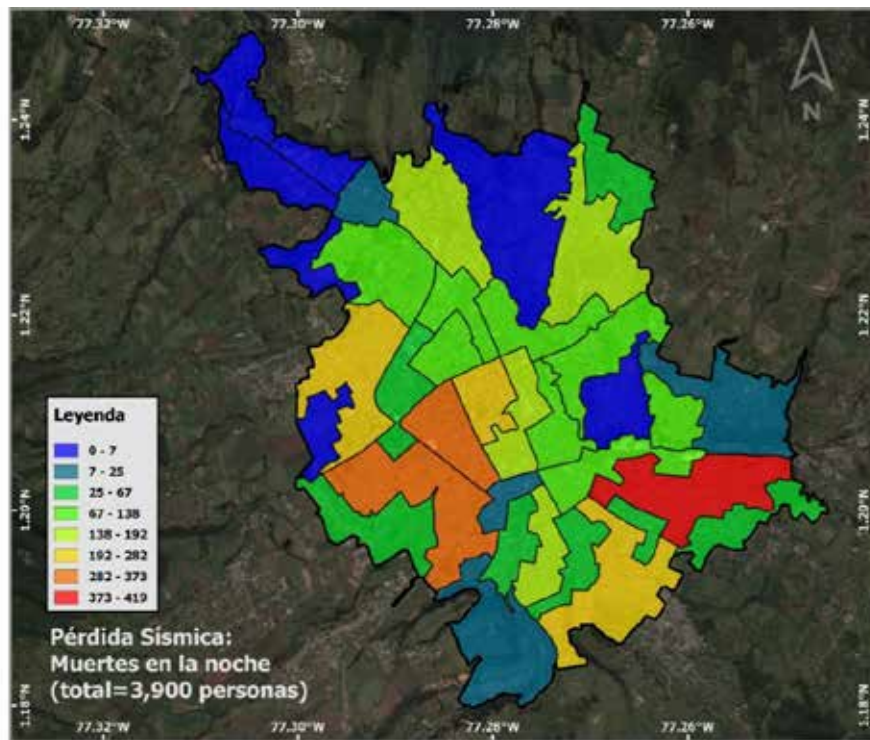 77.32°W 77.30°W 77.28°W 77.26°W
1.24°N 1.24°N
N
1.22°N 1.22°N
Leyenda
0 - 7
7 - 25
25 - 67
67 - 138
138 - 192
192 - 282
282 - 373
373 - 419
1.20°N 1.20°N
Pérdida Sísmica:
Muertes en la noche
(total=3,900 personas)
1.18°N 1.18°N
77.32°W 77.30°W 77.28°W 77.26°W